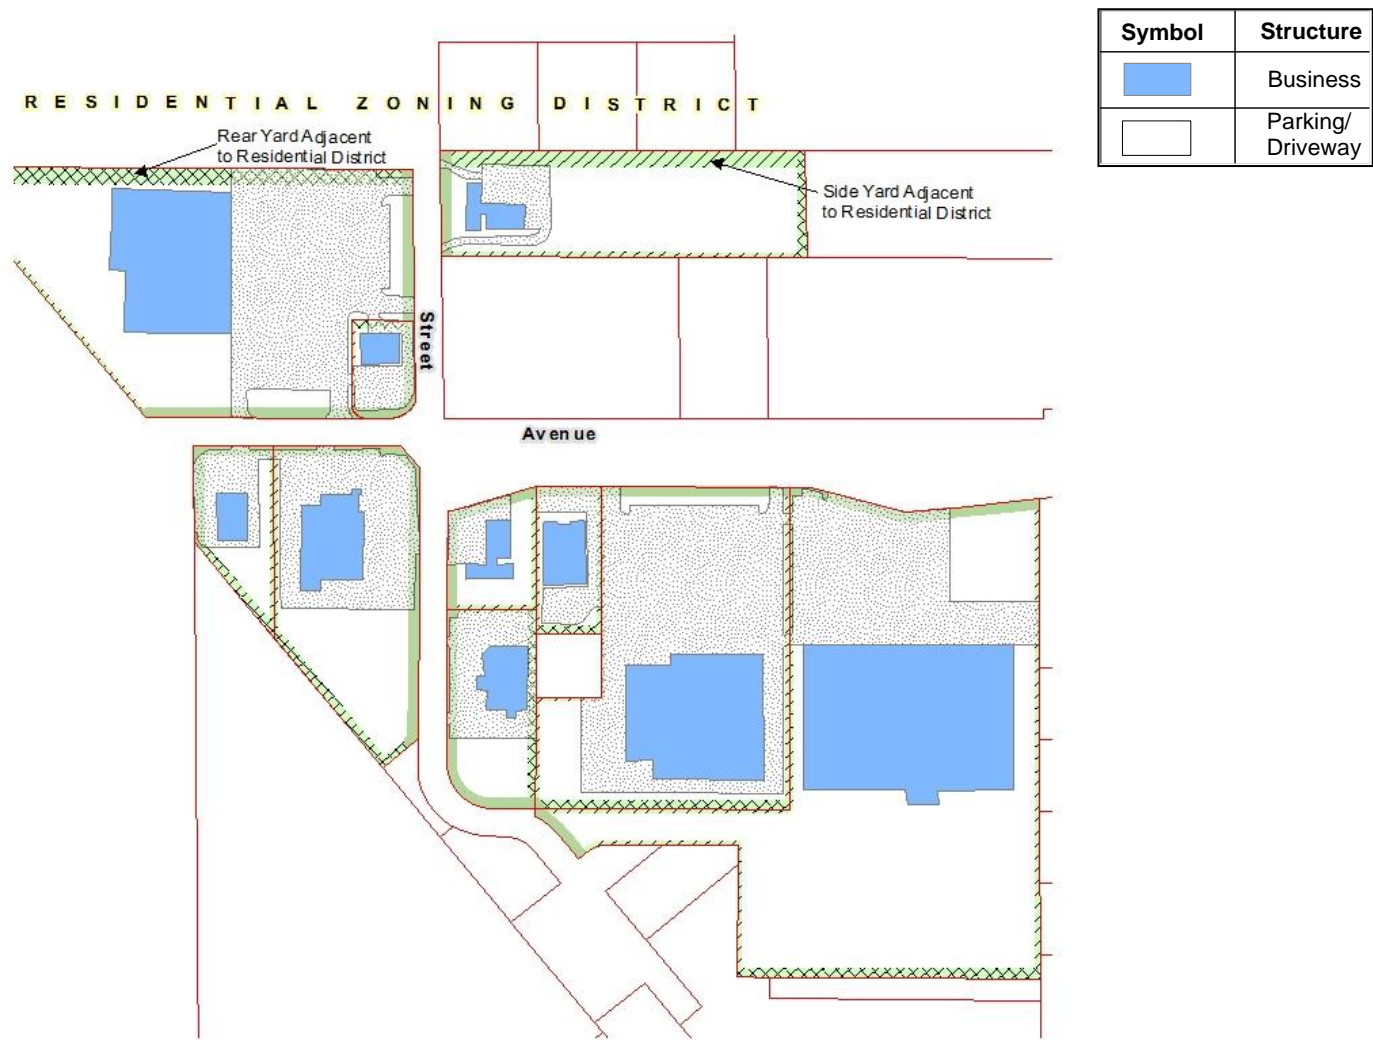 RESIDENTIAL ZONING DISTRICT
Rear Yard Adjacent
to Residential District
Side Yard Adjacent
to Residential District
Street
Avenue
Symbol Structure
Business
Parking/
Driveway